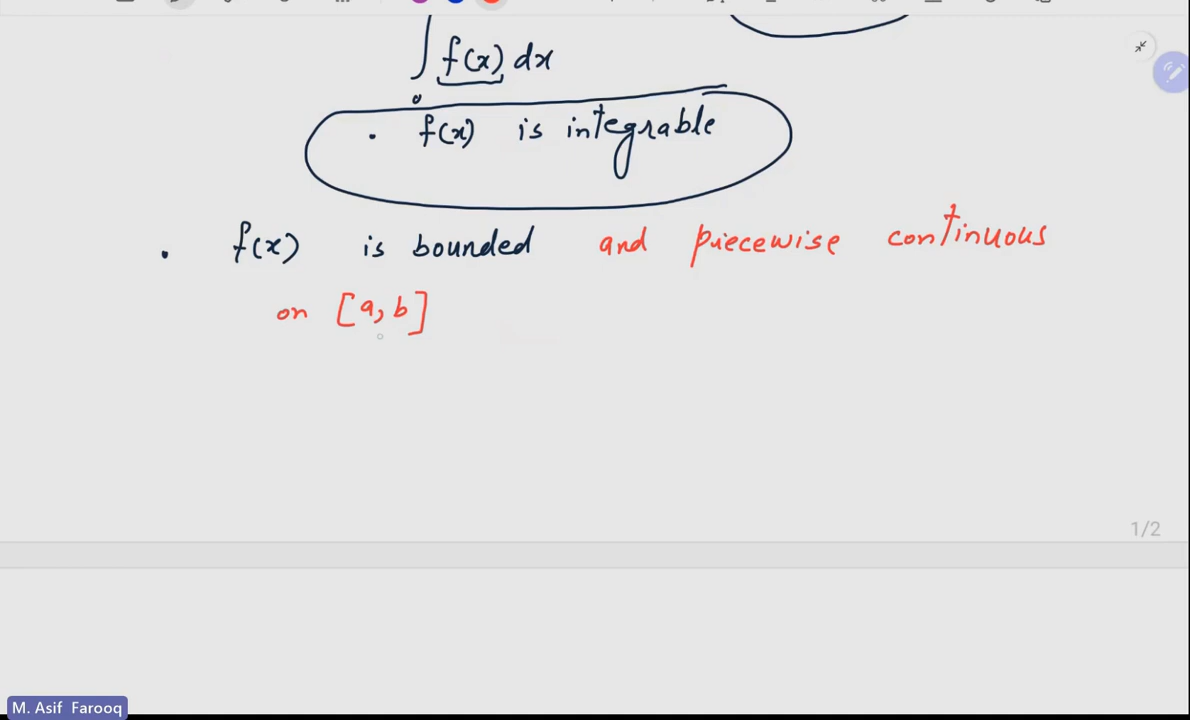 ∫ f(x) dx
0
. f(x) is integrable
. f(x) is bounded and piecewise continuous
on [a, b]
1/2
M. Asif Farooq